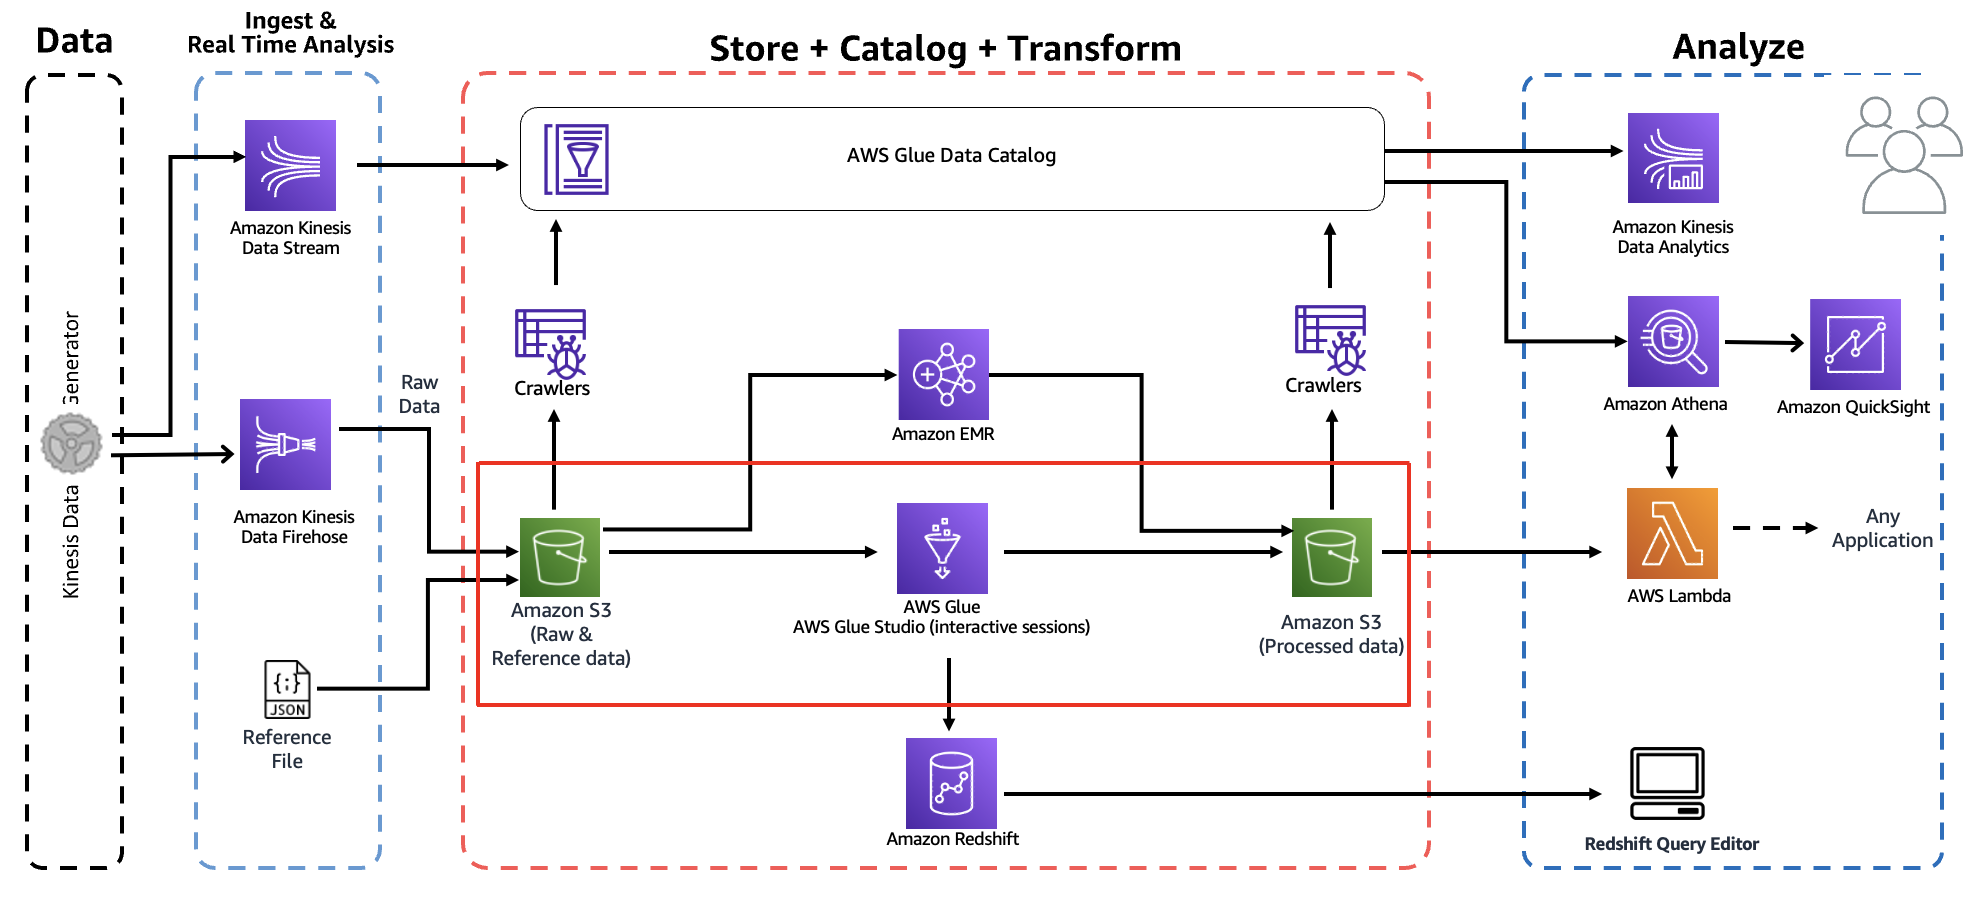 Data
Ingest &
Real Time Analysis
Store + Catalog + Transform
Analyze
Kinesis Data Generator
Amazon Kinesis
Data Stream
Raw
Data
Amazon Kinesis
Data Firehose
{;}
JSON
Reference
File
AWS Glue Data Catalog
Crawlers
Crawlers
Amazon EMR
Amazon S3
(Raw &
Reference data)
AWS Glue
AWS Glue Studio (interactive sessions)
Amazon S3
(Processed data)
Amazon Redshift
Amazon Kinesis
Data Analytics
Amazon Athena
Amazon QuickSight
AWS Lambda
Any
Application
Redshift Query Editor